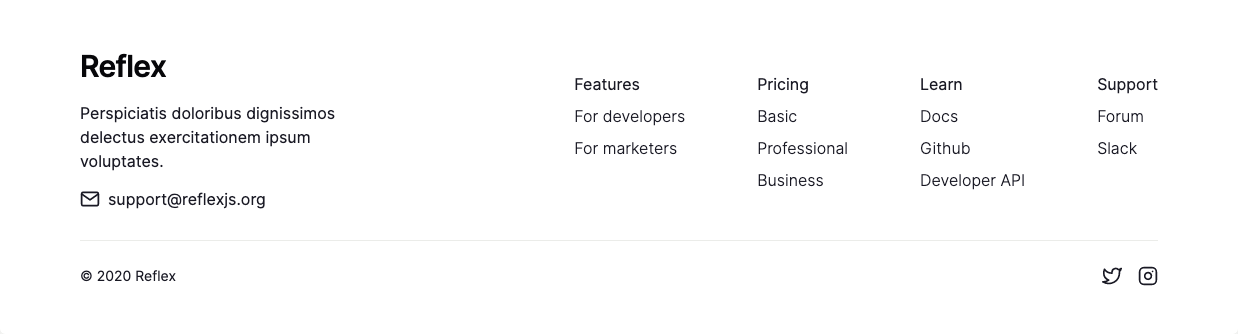 Reflex
Perspiciatis doloribus dignissimos
delectus exercitationem ipsum
voluptates.
support@reflexjs.org
Features
For developers
For marketers
Pricing
Basic
Professional
Business
Learn
Docs
Github
Developer API
Support
Forum
Slack
© 2020 Reflex